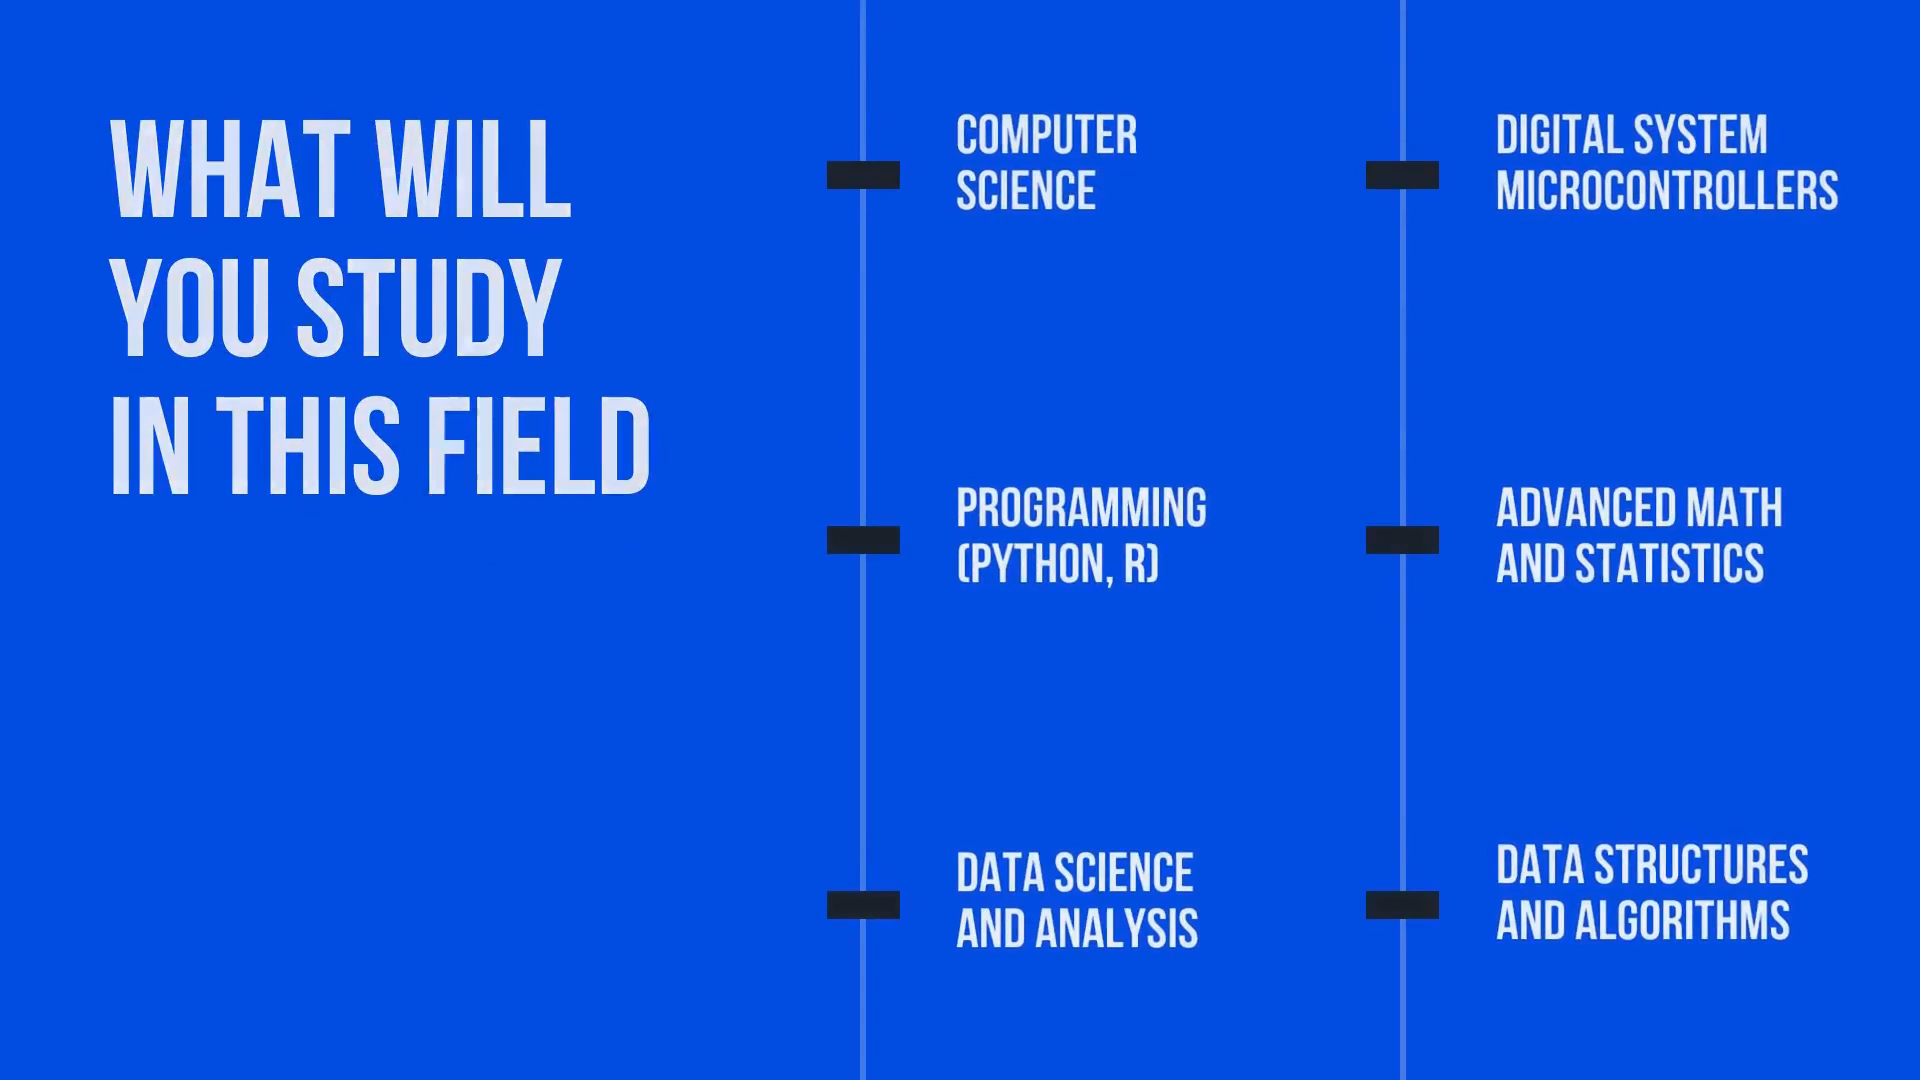 WHAT WILL
YOU STUDY
IN THIS FIELD
COMPUTER
SCIENCE
PROGRAMMING
(PYTHON, R)
DATA SCIENCE
AND ANALYSIS
DIGITAL SYSTEM
MICROCONTROLLERS
ADVANCED MATH
AND STATISTICS
DATA STRUCTURES
AND ALGORITHMS